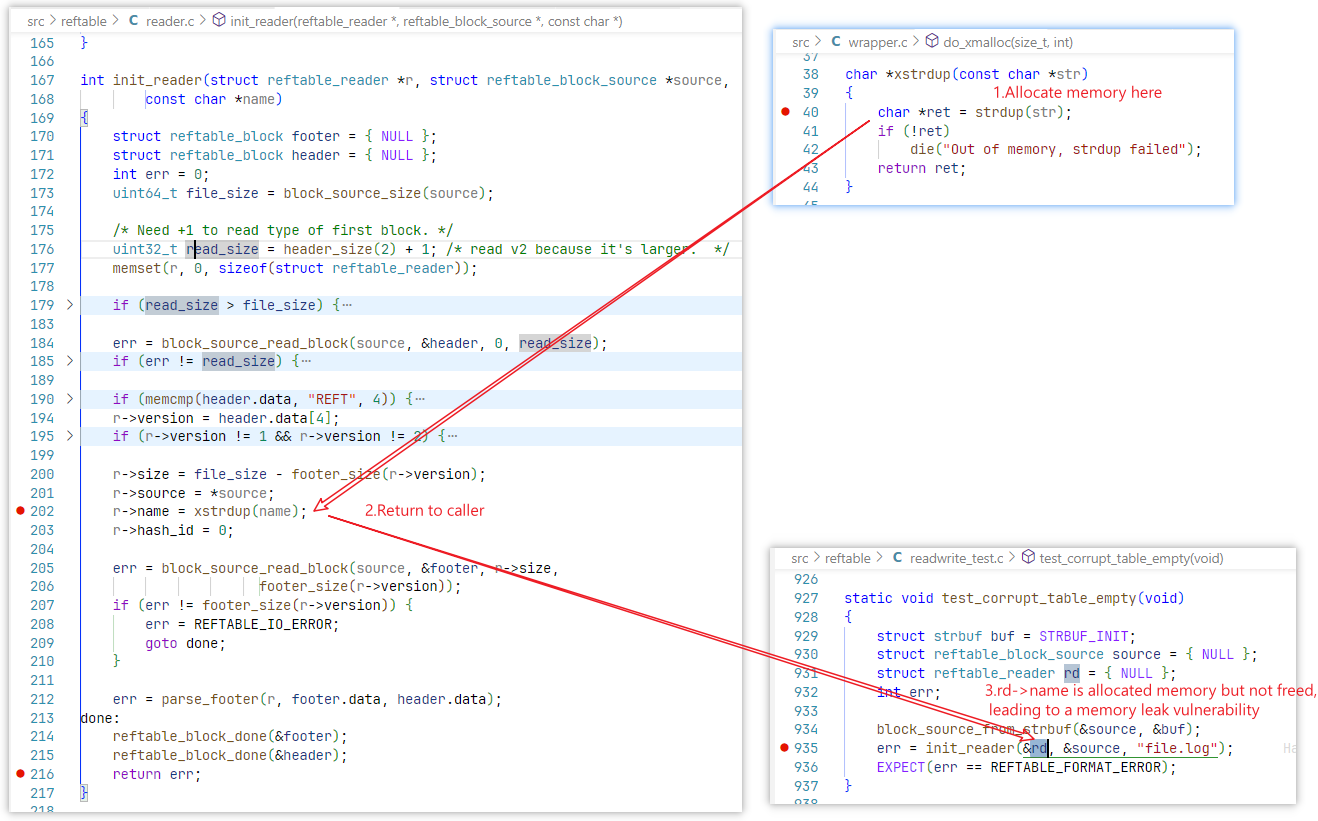 src > reftable > C reader.c > init_reader(reftable_reader *, reftable_block_source *, const char *)
165 }
166
167 int init_reader(struct reftable_reader *r, struct reftable_block_source *source,
168 const char *name)
169 {
170 struct reftable_block footer = { NULL };
171 struct reftable_block header = { NULL };
172 int err = 0;
173 uint64_t file_size = block_source_size(source);
174
175 /* Need +1 to read type of first block. */
176 uint32_t read_size = header_size(2) + 1; /* read v2 because it's larger. */
177 memset(r, 0, sizeof(struct reftable_reader));
178
179 > if (read_size > file_size) {…
183
184 err = block_source_read_block(source, &header, 0, read_size);
185 > if (err != read_size) {…
189
190 > if (memcmp(header.data, "REFT", 4)) {…
194 r->version = header.data[4];
195 > if (r->version != 1 && r->version != 2) {…
199
200 r->size = file_size - footer_size(r->version);
201 r->source = *source;
202 r->name = xstrdup(name);
2.Return to caller
203 r->hash_id = 0;
204
205 err = block_source_read_block(source, &footer, r->size,
206 footer_size(r->version));
207 if (err != footer_size(r->version)) {
208 err = REFTABLE_IO_ERROR;
209 goto done;
210 }
211
212 err = parse_footer(r, footer.data, header.data);
213 done:
214 reftable_block_done(&footer);
215 reftable_block_done(&header);
216 return err;
217 }
218
src > C wrapper.c > do_xmalloc(size_t, int)
37
38 char *xstrdup(const char *str)
39 {
1.Allocate memory here
40 char *ret = strdup(str);
41 if (!ret)
42 die("Out of memory, strdup failed");
43 return ret;
44 }
45
src > reftable > C readwrite_test.c > test_corrupt_table_empty(void)
926
927 static void test_corrupt_table_empty(void)
928 {
929 struct strbuf buf = STRBUF_INIT;
930 struct reftable_block_source source = { NULL };
931 struct reftable_reader rd = { NULL };
932 int err;
3.rd->name is allocated memory but not freed,
933
leading to a memory leak vulnerability
934 block_source_from_strbuf(&source, &buf);
935 err = init_reader(&rd, &source, "file.log"); Ha
936 EXPECT(err == REFTABLE_FORMAT_ERROR);
937 }
938